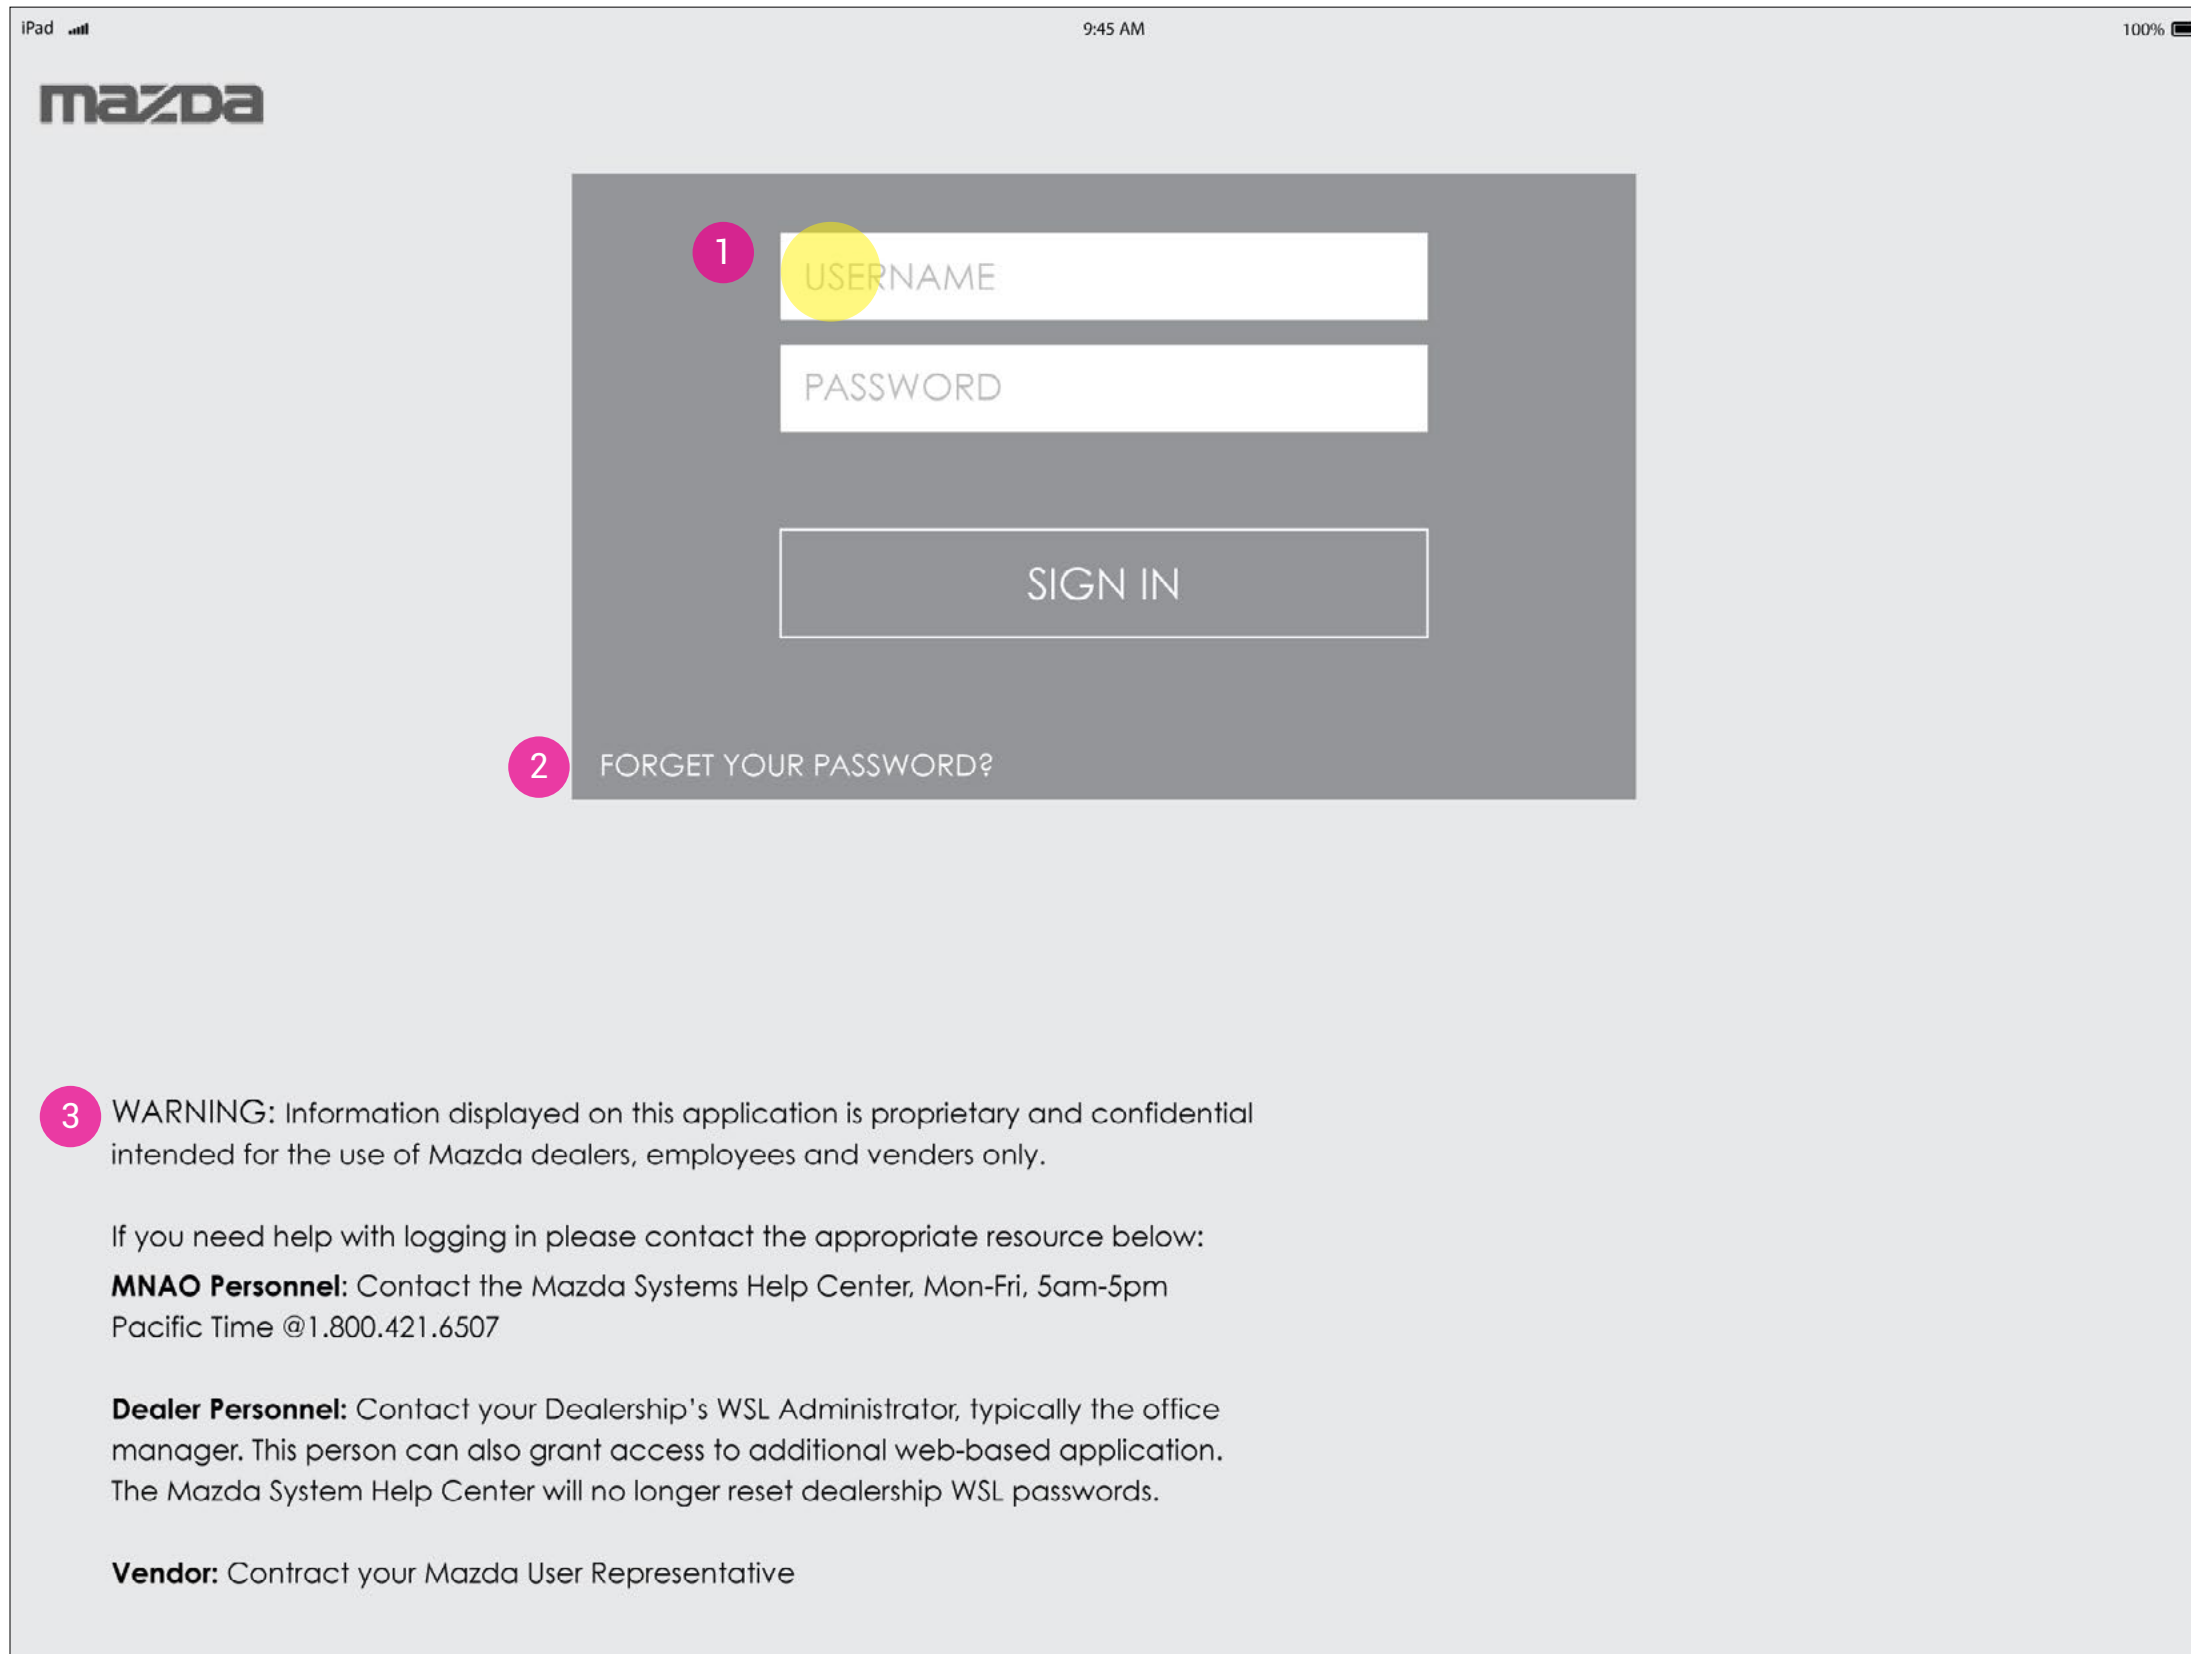 iPad 9:45 AM 100%
mazda
1
USERNAME
PASSWORD
SIGN IN
2 FORGET YOUR PASSWORD?
3 WARNING: Information displayed on this application is proprietary and confidential
intended for the use of Mazda dealers, employees and venders only.
If you need help with logging in please contact the appropriate resource below:
MNAO Personnel: Contact the Mazda Systems Help Center, Mon-Fri, 5am-5pm
Pacific Time @1.800.421.6507
Dealer Personnel: Contact your Dealership's WSL Administrator, typically the office
manager. This person can also grant access to additional web-based application.
The Mazda System Help Center will no longer reset dealership WSL passwords.
Vendor: Contract your Mazda User Representative